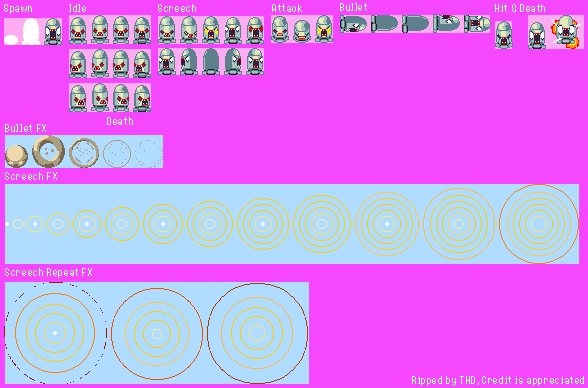 Spawn
Idle
Screech
Attack
Bullet
Hit & Death
Death
Bullet FX
Screech FX
Screech Repeat FX
Ripped by THD, Credit is appreciated